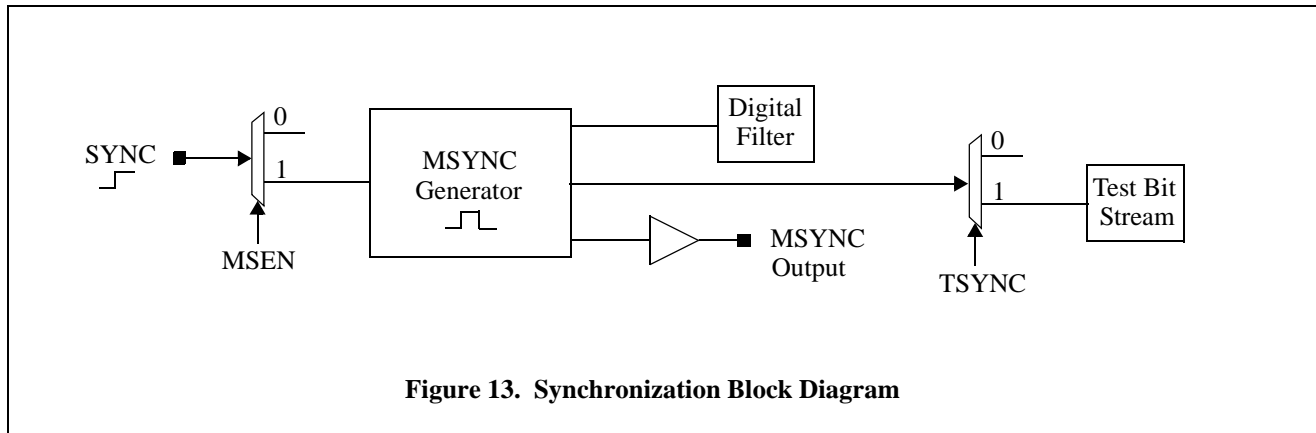 SYNC
0
1
MSEN
MSYNC
Generator
Digital
Filter
MSYNC
Output
0
1
TSYNC
Test Bit
Stream
Figure 13. Synchronization Block Diagram